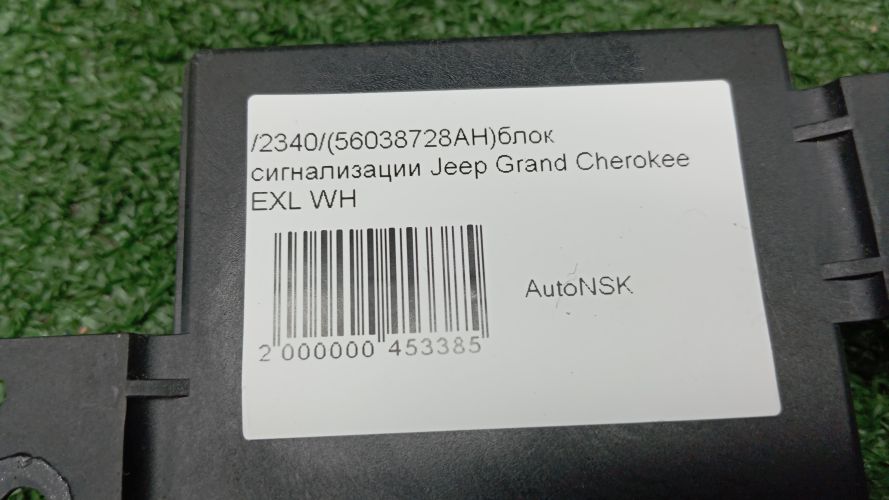 /2340/(56038728AH)блок
сигнализации Jeep Grand Cherokee
EXL WH
AutoNSK
2 000000 453385